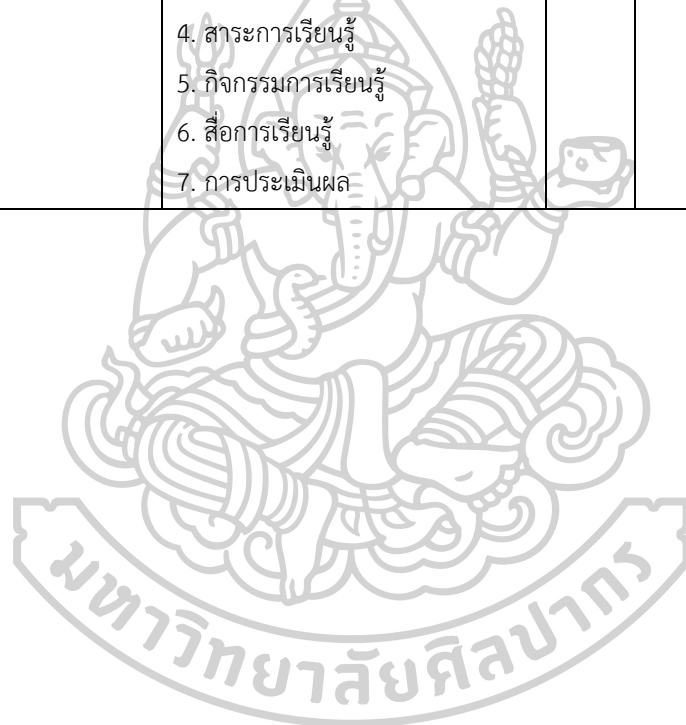 4. สาระการเรียนรู้
5. กิจกรรมการเรียนรู้
6. สื่อการเรียนรู้
7. การประเมินผล
มหาวิทยาลัยศิลปากร